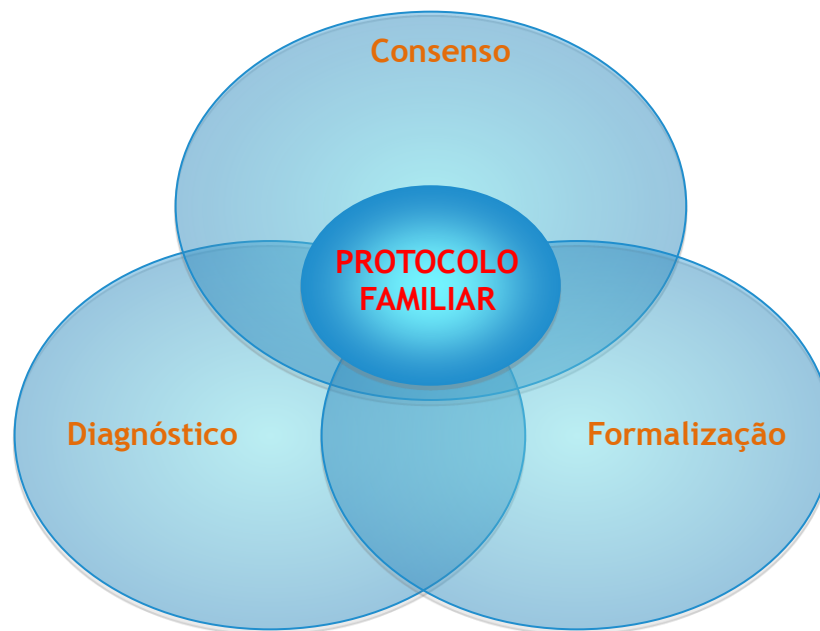 Consenso
PROTOCOLO
FAMILIAR
Diagnóstico
Formalização